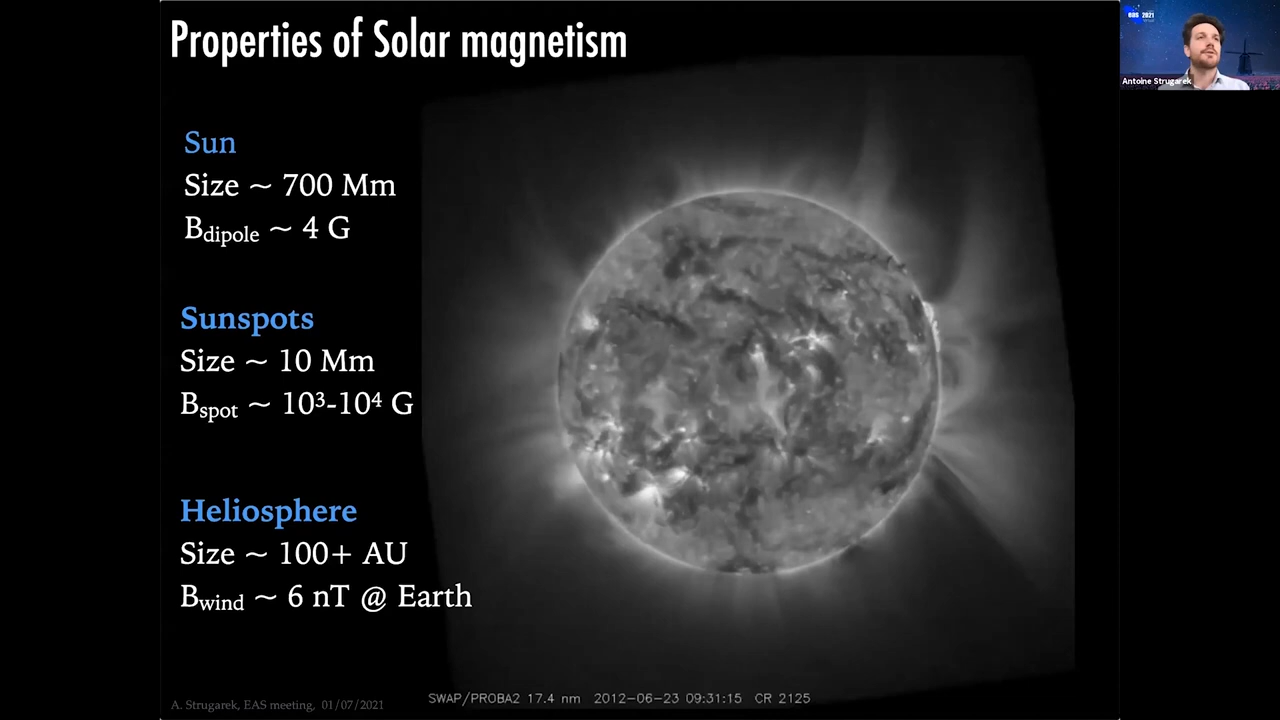 Properties of Solar magnetism
Sun
Size ~ 700 Mm
Bdipole ~ 4 G
Sunspots
Size ~ 10 Mm
Bspot ~ 10³-10⁴ G
Heliosphere
Size ~ 100+ AU
Bwind ~ 6 nT @ Earth
A. Strugarek, EAS meeting, 01/07/2021
SWAP/PROBA2 17.4 nm 2012-06-23 09:31:15 CR 2125
EAS 2021
Antoine Strugarek